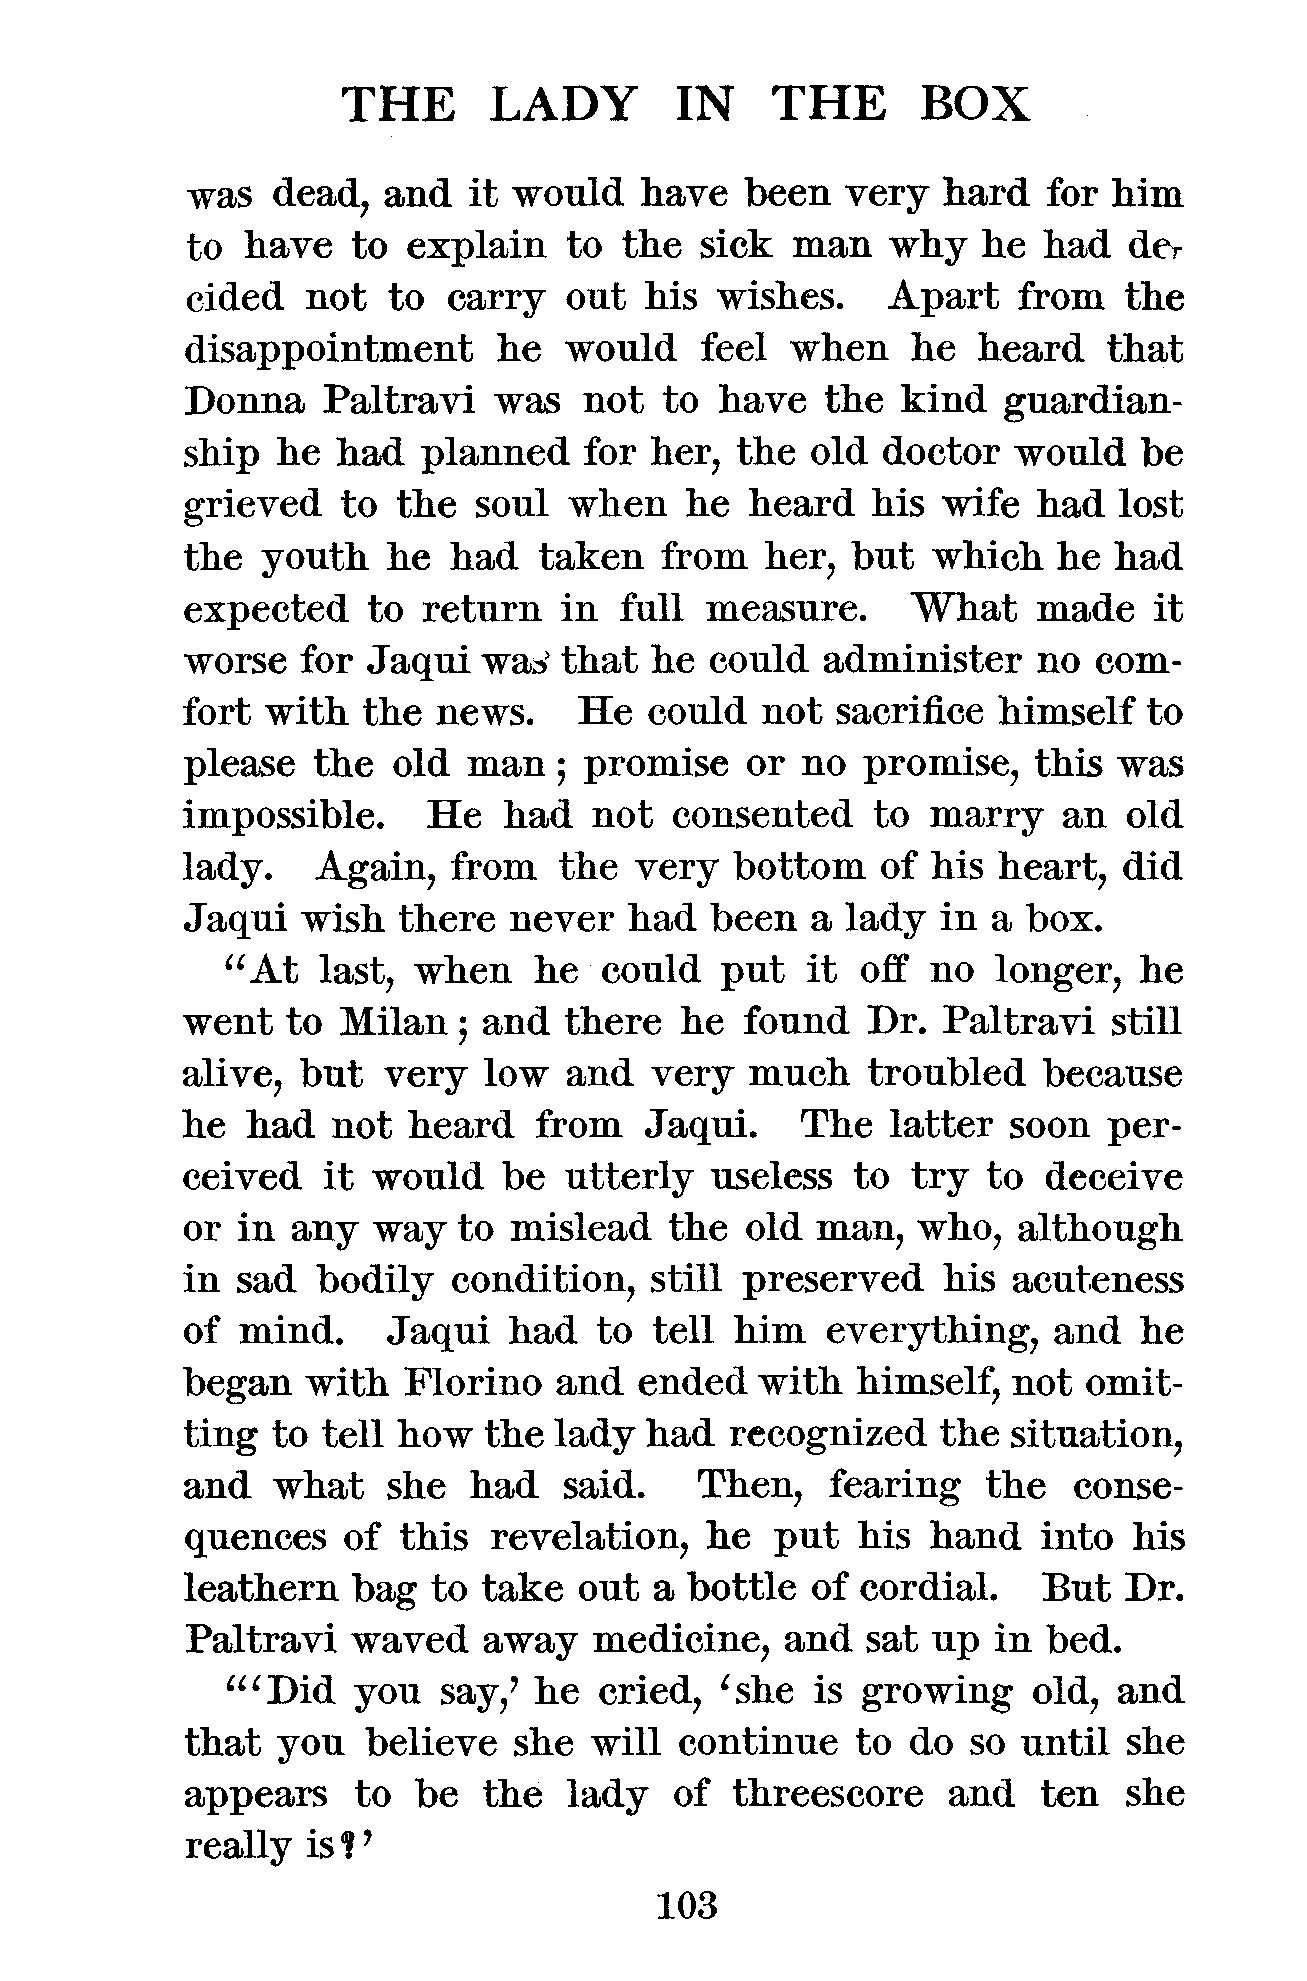 THE LADY IN THE BOX
was dead, and it would have been very hard for him
to have to explain to the sick man why he had de-
cided not to carry out his wishes. Apart from the
disappointment he would feel when he heard that
Donna Paltravi was not to have the kind guardian-
ship he had planned for her, the old doctor would be
grieved to the soul when he heard his wife had lost
the youth he had taken from her, but which he had
expected to return in full measure. What made it
worse for Jaqui was that he could administer no com-
fort with the news. He could not sacrifice himself to
please the old man; promise or no promise, this was
impossible. He had not consented to marry an old
lady. Again, from the very bottom of his heart, did
Jaqui wish there never had been a lady in a box.
"At last, when he could put it off no longer, he
went to Milan; and there he found Dr. Paltravi still
alive, but very low and very much troubled because
he had not heard from Jaqui. The latter soon per-
ceived it would be utterly useless to try to deceive
or in any way to mislead the old man, who, although
in sad bodily condition, still preserved his acuteness
of mind. Jaqui had to tell him everything, and he
began with Florino and ended with himself, not omit-
ting to tell how the lady had recognized the situation,
and what she had said. Then, fearing the conse-
quences of this revelation, he put his hand into his
leathern bag to take out a bottle of cordial. But Dr.
Paltravi waved away medicine, and sat up in bed.
"'Did you say,' he cried, 'she is growing old, and
that you believe she will continue to do so until she
appears to be the lady of threescore and ten she
really is?'
103